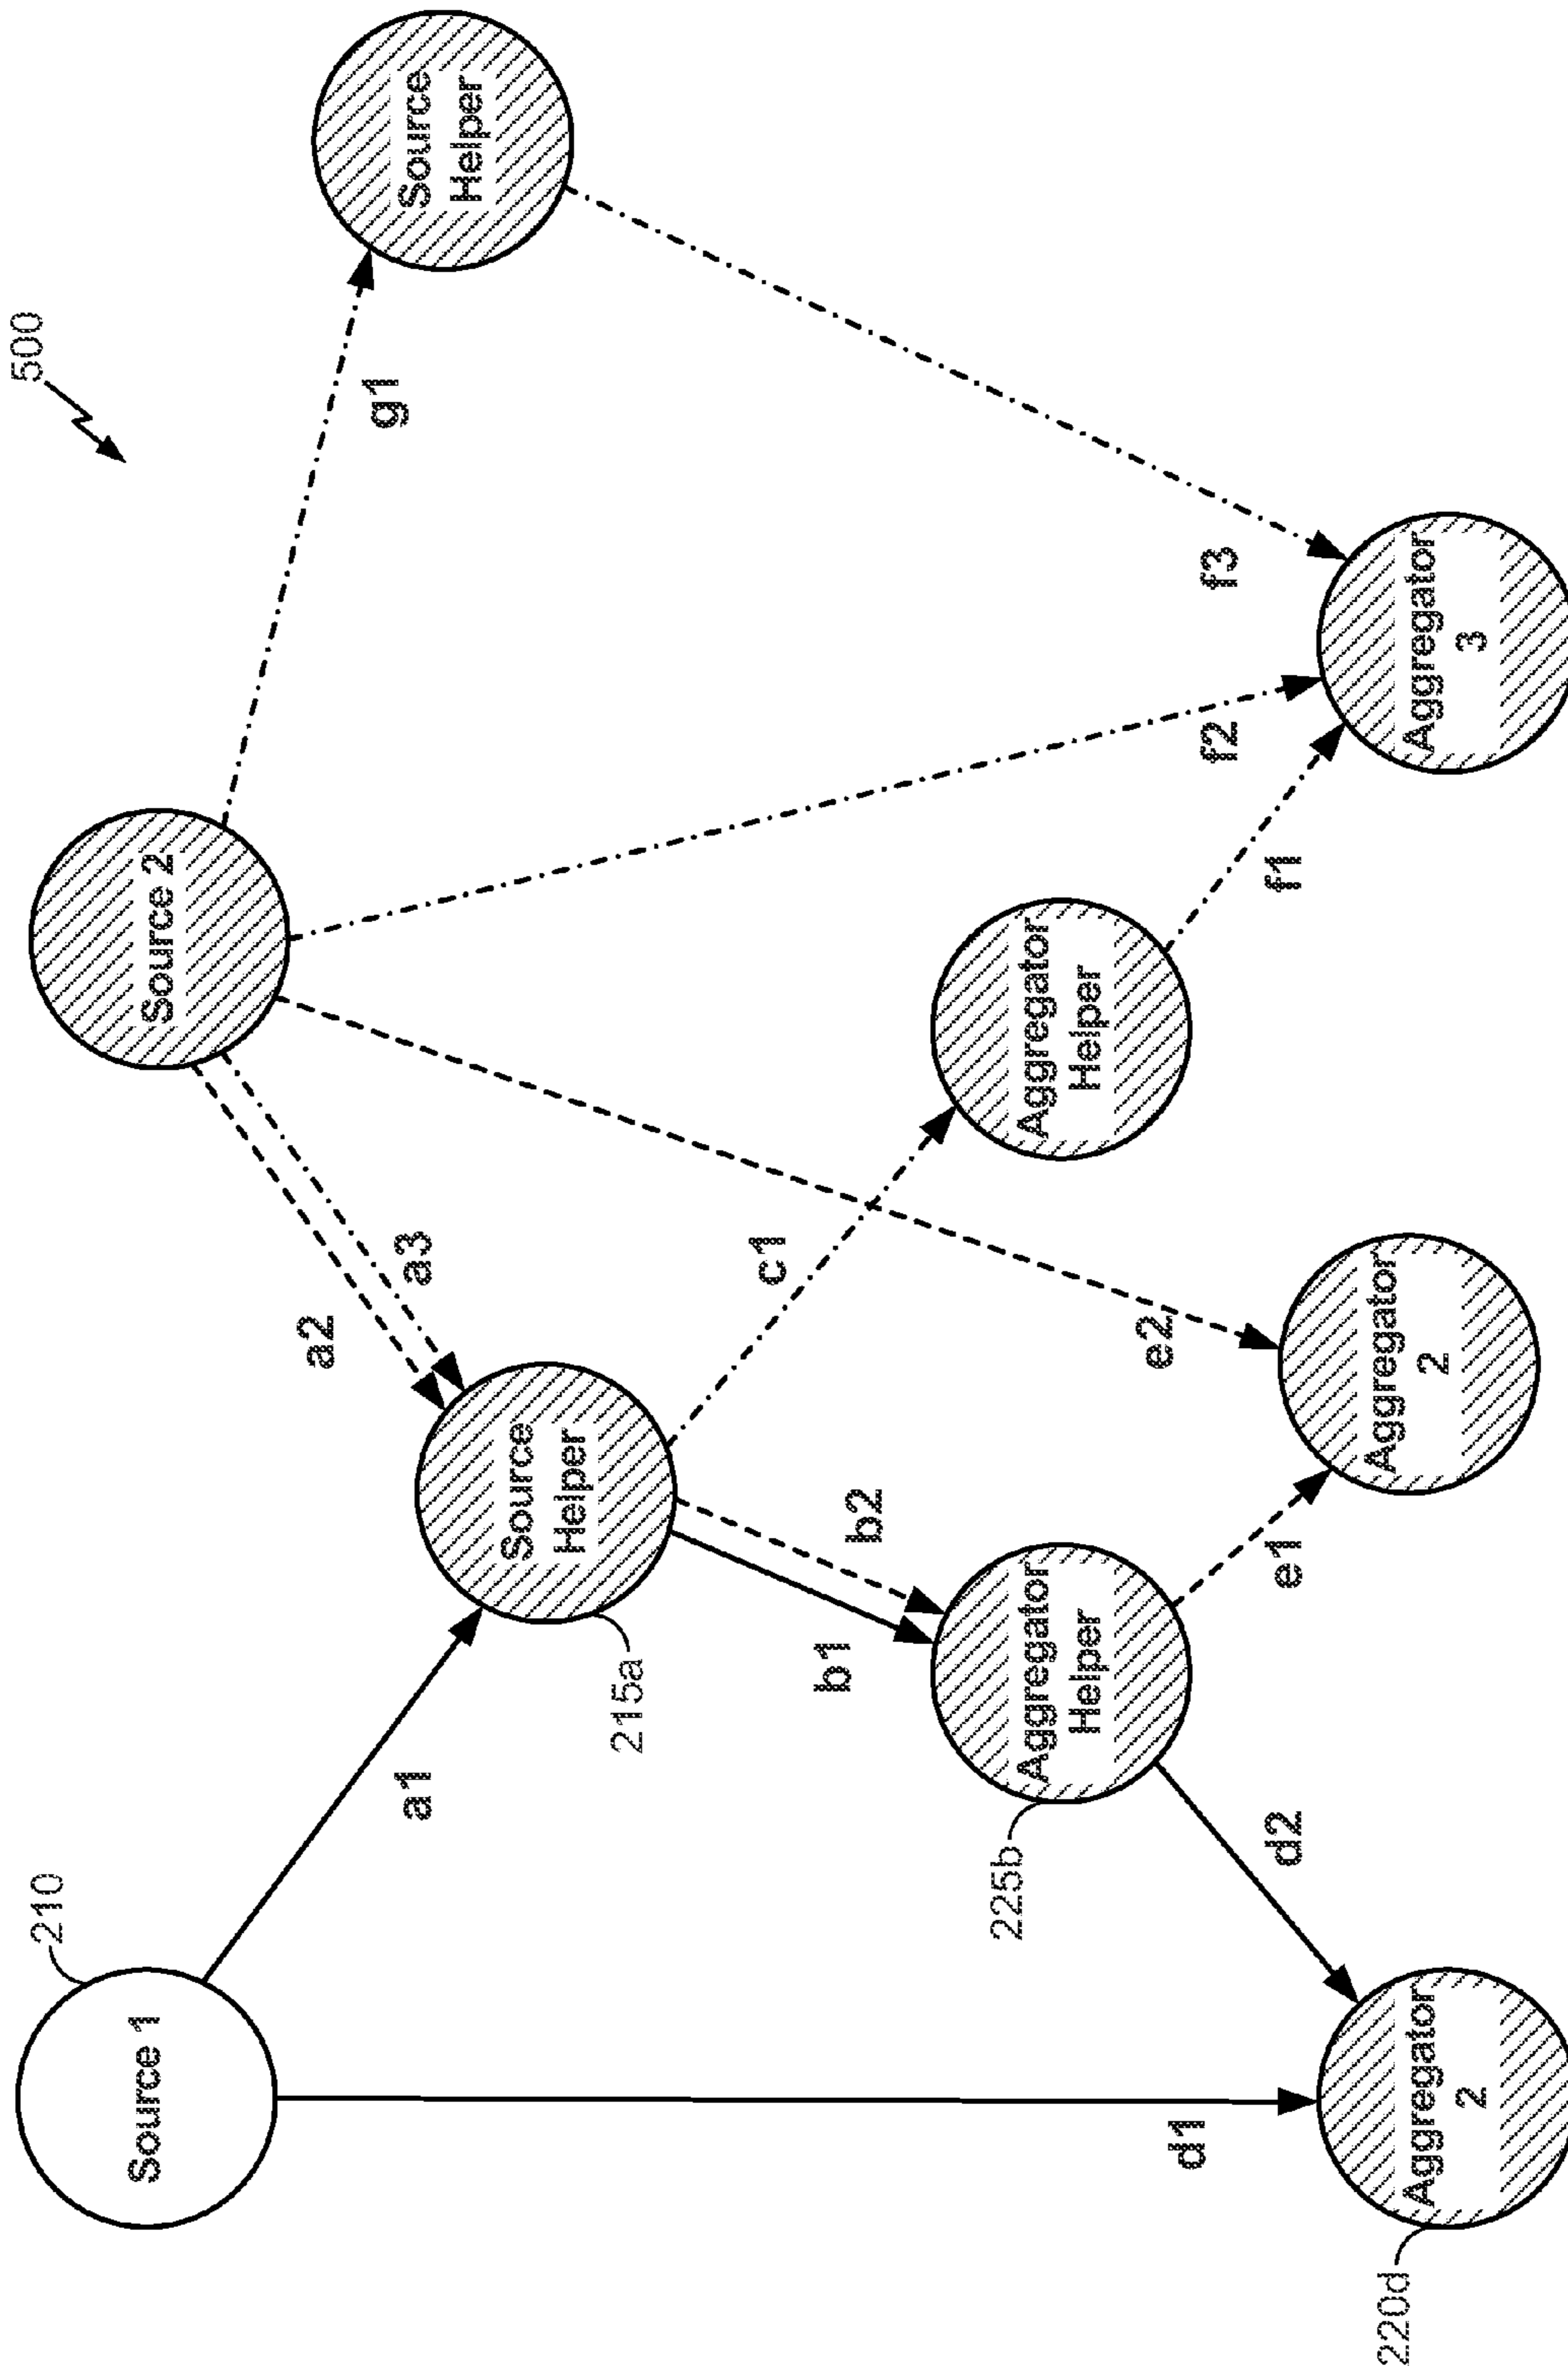 500
210
Source 1
Source 2
Source
Helper
g1
a1
a2
a3
Source
Helper
215a
b1
b2
c1
225b
Aggregator
Helper
Aggregator
Helper
d1
d2
e1
e2
f1
f2
f3
220d
Aggregator
2
Aggregator
2
Aggregator
3